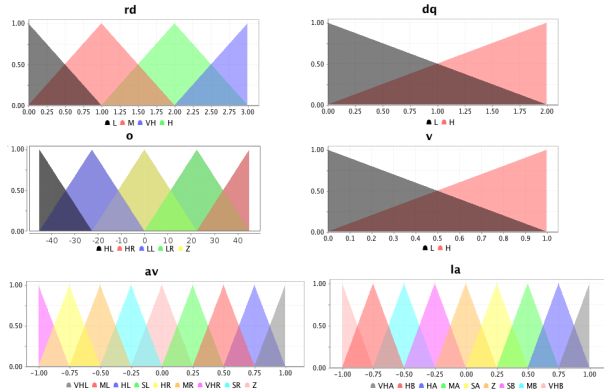 rd
dq
1.00
0.50
0.00
0.00 0.25 0.50 0.75 1.00 1.25 1.50 1.75 2.00 2.25 2.50 2.75 3.00
L M VH H
1.00
0.50
0.00
0.00 0.25 0.50 0.75 1.00 1.25 1.50 1.75 2.00
L H
o
v
1.00
0.50
0.00
-40 -30 -20 -10 0 10 20 30 40
HL HR LL LR Z
1.00
0.50
0.00
0.0 0.1 0.2 0.3 0.4 0.5 0.6 0.7 0.8 0.9 1.0
L H
av
la
1.00
0.50
0.00
-1.00 -0.75 -0.50 -0.25 0.00 0.25 0.50 0.75 1.00
VHL ML HL SL HR MR VHR SR Z
1.00
0.50
0.00
-1.00 -0.75 -0.50 -0.25 0.00 0.25 0.50 0.75 1.00
VHA HB HA MA SA Z SB MB VHB